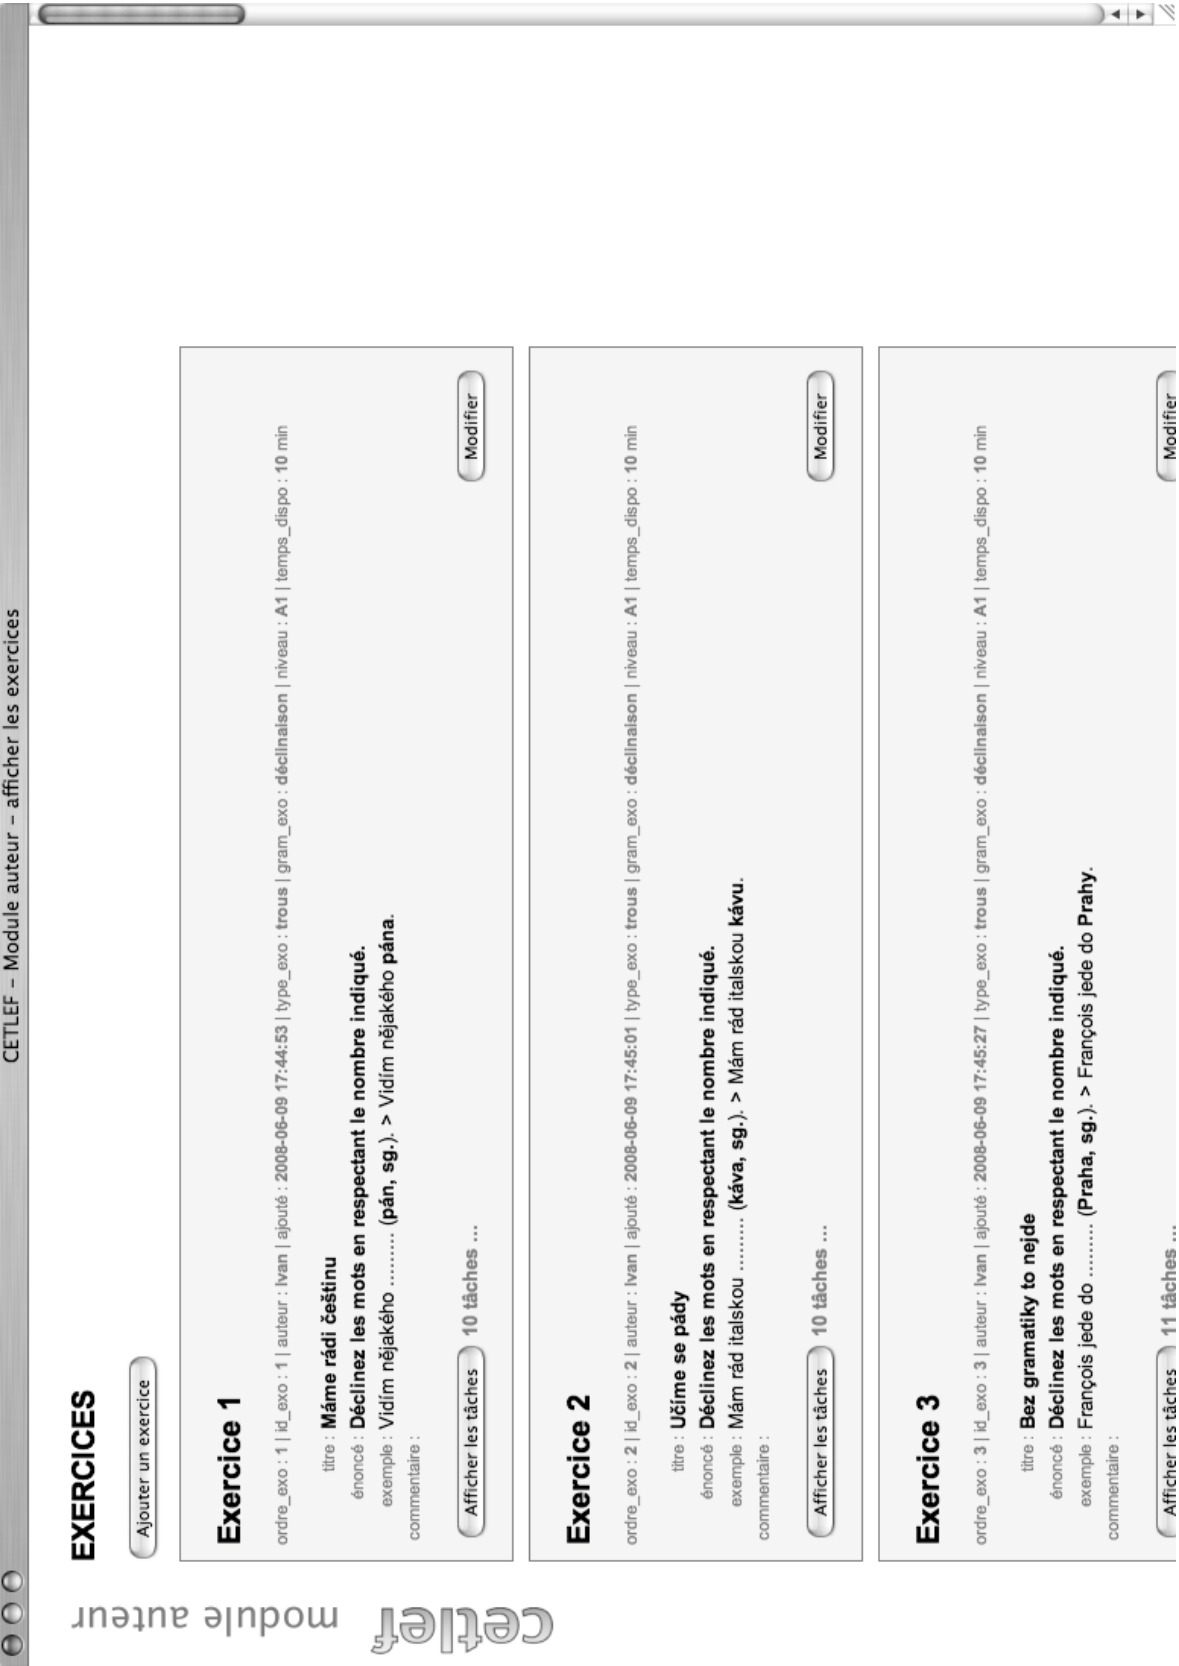 CETLEF – Module auteur – afficher les exercices
cetlef module auteur
EXERCICES
Ajouter un exercice
Exercice 1
ordre_exo : 1 | id_exo : 1 | auteur : Ivan | ajouté : 2008-06-09 17:44:53 | type_exo : trous | gram_exo : déclinaison | niveau : A1 | temps_dispo : 10 min
titre : Máme rádi češtinu
énoncé : Déclinez les mots en respectant le nombre indiqué.
exemple : Vidím nějakého ......... (pán, sg.). > Vidím nějakého pána.
commentaire :
Afficher les tâches 10 tâches ... Modifier
Exercice 2
ordre_exo : 2 | id_exo : 2 | auteur : Ivan | ajouté : 2008-06-09 17:45:01 | type_exo : trous | gram_exo : déclinaison | niveau : A1 | temps_dispo : 10 min
titre : Učíme se pády
énoncé : Déclinez les mots en respectant le nombre indiqué.
exemple : Mám rád italskou ......... (káva, sg.). > Mám rád italskou kávu.
commentaire :
Afficher les tâches 10 tâches ... Modifier
Exercice 3
ordre_exo : 3 | id_exo : 3 | auteur : Ivan | ajouté : 2008-06-09 17:45:27 | type_exo : trous | gram_exo : déclinaison | niveau : A1 | temps_dispo : 10 min
titre : Bez gramatiky to nejde
énoncé : Déclinez les mots en respectant le nombre indiqué.
exemple : François jede do ......... (Praha, sg.). > François jede do Prahy.
commentaire :
Afficher les tâches 11 tâches ... Modifier